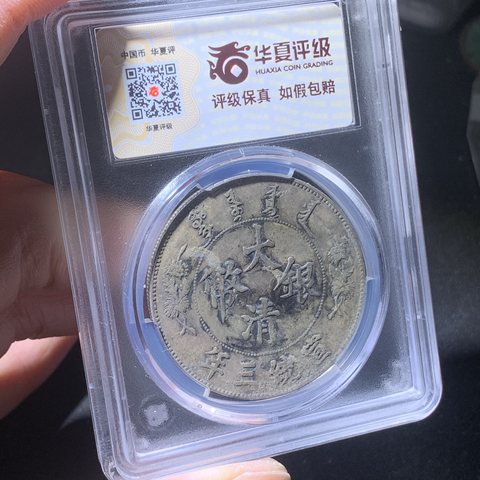 中国币 华夏评
华夏评级
华夏评级
HUAXIA COIN GRADING
评级保真 如假包赔
大清銀幣
宣統三年